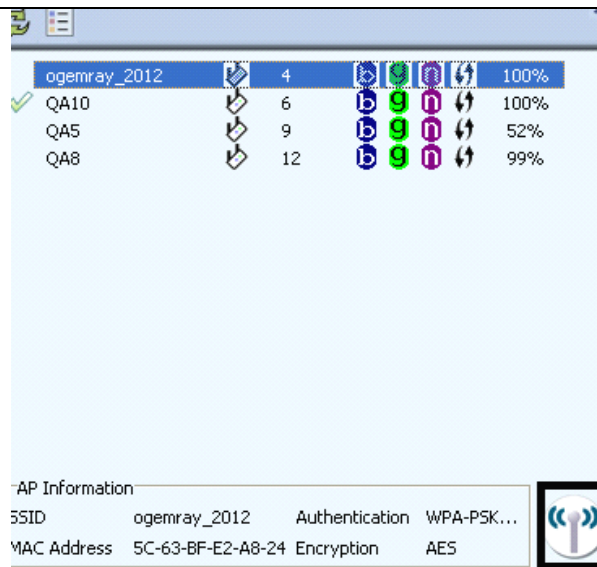 ogemray_2012 4 b g n 100%
QA10 6 b g n 100%
QA5 9 b g n 52%
QA8 12 b g n 99%
AP Information
SSID ogemray_2012 Authentication WPA-PSK...
MAC Address 5C-63-BF-E2-A8-24 Encryption AES